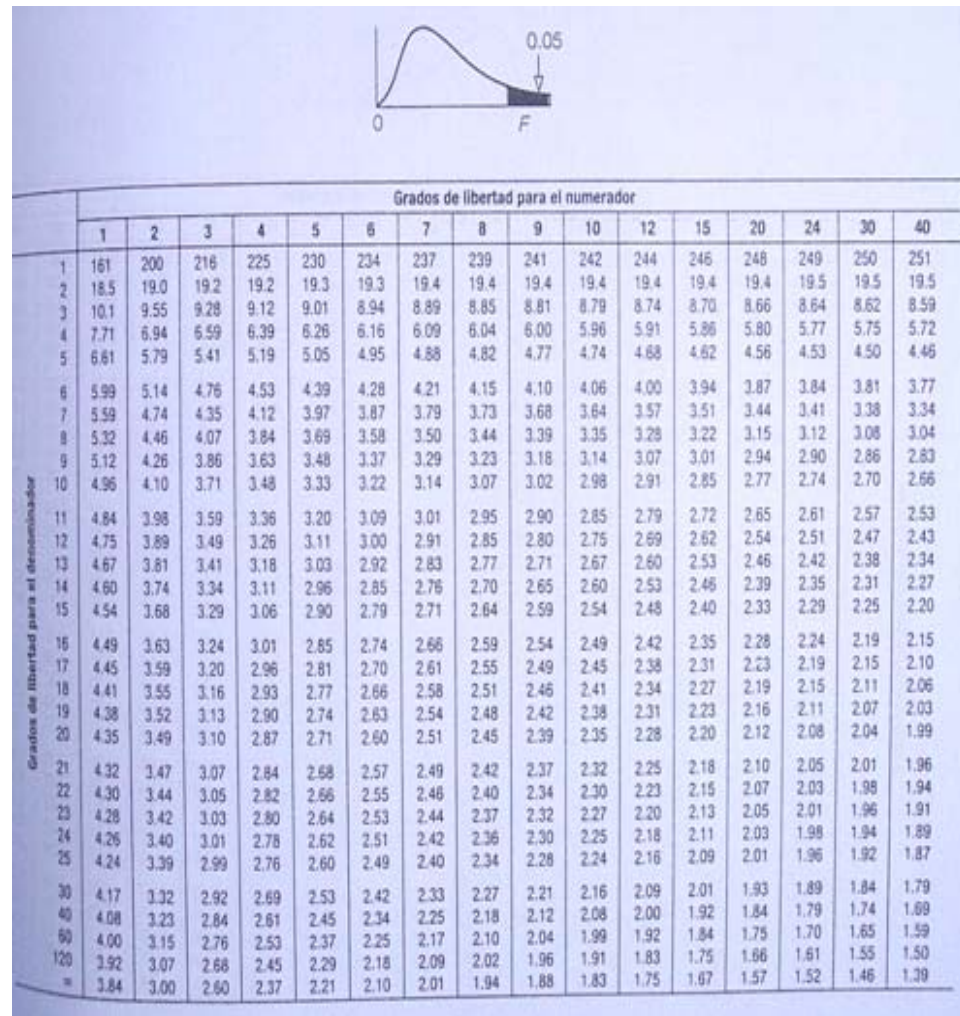 0.05
0 F
Grados de libertad para el numerador
1 2 3 4 5 6 7 8 9 10 12 15 20 24 30 40
Grados de libertad para el denominador
1 161 200 216 225 230 234 237 239 241 242 244 246 248 249 250 251
2 18.5 19.0 19.2 19.2 19.3 19.3 19.4 19.4 19.4 19.4 19.4 19.4 19.4 19.5 19.5 19.5
3 10.1 9.55 9.28 9.12 9.01 8.94 8.89 8.85 8.81 8.79 8.74 8.70 8.66 8.64 8.62 8.59
4 7.71 6.94 6.59 6.39 6.26 6.16 6.09 6.04 6.00 5.96 5.91 5.86 5.80 5.77 5.75 5.72
5 6.61 5.79 5.41 5.19 5.05 4.95 4.88 4.82 4.77 4.74 4.68 4.62 4.56 4.53 4.50 4.46
6 5.99 5.14 4.76 4.53 4.39 4.28 4.21 4.15 4.10 4.06 4.00 3.94 3.87 3.84 3.81 3.77
7 5.59 4.74 4.35 4.12 3.97 3.87 3.79 3.73 3.68 3.64 3.57 3.51 3.44 3.41 3.38 3.34
8 5.32 4.46 4.07 3.84 3.69 3.58 3.50 3.44 3.39 3.35 3.28 3.22 3.15 3.12 3.08 3.04
9 5.12 4.26 3.86 3.63 3.48 3.37 3.29 3.23 3.18 3.14 3.07 3.01 2.94 2.90 2.86 2.83
10 4.96 4.10 3.71 3.48 3.33 3.22 3.14 3.07 3.02 2.98 2.91 2.85 2.77 2.74 2.70 2.66
11 4.84 3.98 3.59 3.36 3.20 3.09 3.01 2.95 2.90 2.85 2.79 2.72 2.65 2.61 2.57 2.53
12 4.75 3.89 3.49 3.26 3.11 3.00 2.91 2.85 2.80 2.75 2.69 2.62 2.54 2.51 2.47 2.43
13 4.67 3.81 3.41 3.18 3.03 2.92 2.83 2.77 2.71 2.67 2.60 2.53 2.46 2.42 2.38 2.34
14 4.60 3.74 3.34 3.11 2.96 2.85 2.76 2.70 2.65 2.60 2.53 2.46 2.39 2.35 2.31 2.27
15 4.54 3.68 3.29 3.06 2.90 2.79 2.71 2.64 2.59 2.54 2.48 2.40 2.33 2.29 2.25 2.20
16 4.49 3.63 3.24 3.01 2.85 2.74 2.66 2.59 2.54 2.49 2.42 2.35 2.28 2.24 2.19 2.15
17 4.45 3.59 3.20 2.96 2.81 2.70 2.61 2.55 2.49 2.45 2.38 2.31 2.23 2.19 2.15 2.10
18 4.41 3.55 3.16 2.93 2.77 2.66 2.58 2.51 2.46 2.41 2.34 2.27 2.19 2.15 2.11 2.06
19 4.38 3.52 3.13 2.90 2.74 2.63 2.54 2.48 2.42 2.38 2.31 2.23 2.16 2.11 2.07 2.03
20 4.35 3.49 3.10 2.87 2.71 2.60 2.51 2.45 2.39 2.35 2.28 2.20 2.12 2.08 2.04 1.99
21 4.32 3.47 3.07 2.84 2.68 2.57 2.49 2.42 2.37 2.32 2.25 2.18 2.10 2.05 2.01 1.96
22 4.30 3.44 3.05 2.82 2.66 2.55 2.46 2.40 2.34 2.30 2.23 2.15 2.07 2.03 1.98 1.94
23 4.28 3.42 3.03 2.80 2.64 2.53 2.44 2.37 2.32 2.27 2.20 2.13 2.05 2.01 1.96 1.91
24 4.26 3.40 3.01 2.78 2.62 2.51 2.42 2.36 2.30 2.25 2.18 2.11 2.03 1.98 1.94 1.89
25 4.24 3.39 2.99 2.76 2.60 2.49 2.40 2.34 2.28 2.24 2.16 2.09 2.01 1.96 1.92 1.87
30 4.17 3.32 2.92 2.69 2.53 2.42 2.33 2.27 2.21 2.16 2.09 2.01 1.93 1.89 1.84 1.79
40 4.08 3.23 2.84 2.61 2.45 2.34 2.25 2.18 2.12 2.08 2.00 1.92 1.84 1.79 1.74 1.69
60 4.00 3.15 2.76 2.53 2.37 2.25 2.17 2.10 2.04 1.99 1.92 1.84 1.75 1.70 1.65 1.59
120 3.92 3.07 2.68 2.45 2.29 2.18 2.09 2.02 1.96 1.91 1.83 1.75 1.66 1.61 1.55 1.50
∞ 3.84 3.00 2.60 2.37 2.21 2.10 2.01 1.94 1.88 1.83 1.75 1.67 1.57 1.52 1.46 1.39